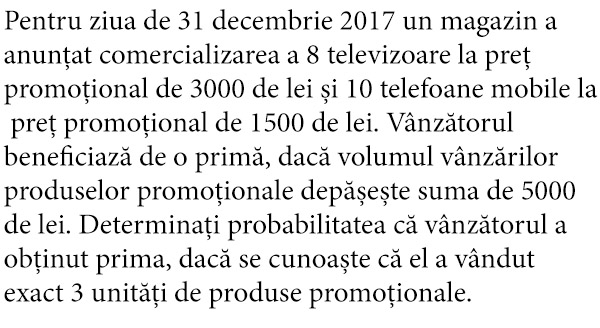 Pentru ziua de 31 decembrie 2017 un magazin a
anunțat comercializarea a 8 televizoare la preț
promoțional de 3000 de lei și 10 telefoane mobile la
preț promoțional de 1500 de lei. Vânzătorul
beneficiază de o primă, dacă volumul vânzărilor
produselor promoționale depășește suma de 5000
de lei. Determinați probabilitatea că vânzătorul a
obținut prima, dacă se cunoaște că el a vândut
exact 3 unități de produse promoționale.